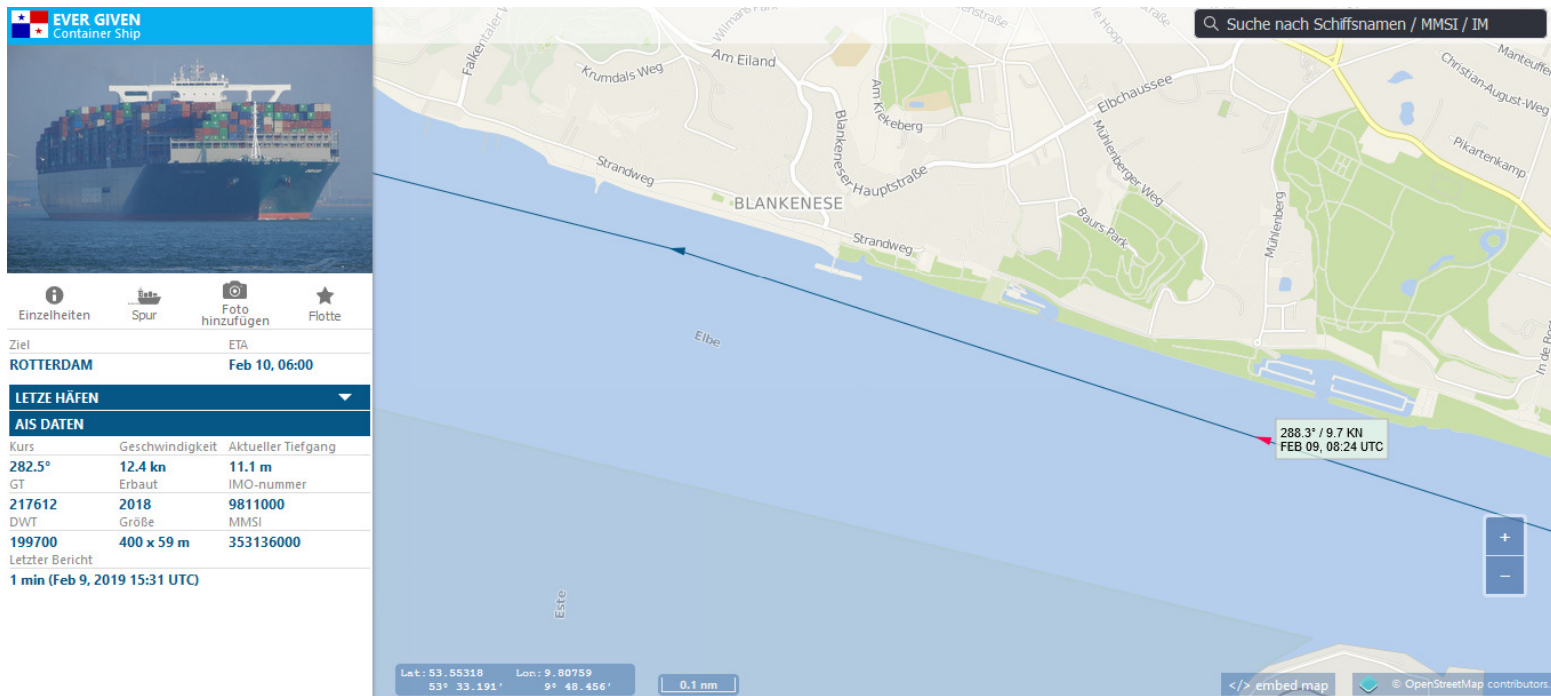 EVER GIVEN
Container Ship
Einzelheiten
Spur
Foto
hinzufügen
Flotte
Ziel ETA
ROTTERDAM Feb 10, 06:00
LETZE HÄFEN
AIS DATEN
Kurs Geschwindigkeit Aktueller Tiefgang
282.5° 12.4 kn 11.1 m
GT Erbaut IMO-nummer
217612 2018 9811000
DWT Größe MMSI
199700 400 x 59 m 353136000
Letzter Bericht
1 min (Feb 9, 2019 15:31 UTC)
Suche nach Schiffsnamen / MMSI / IM
Falkentaler
Krumdals Weg
Am Eiland
Am Krekeberg
Elbchaussee
Christian-August-Weg
Pikartenkamp
Mühlenberger Weg
Blankeneser Hauptstraße
Strandweg
BLANKENESE
Baurs Park
Mühlenberg
Strandweg
Elbe
288.3° / 9.7 KN
FEB 09, 08:24 UTC
Este
+
−
Lat: 53.55318 Lon: 9.80759
53° 33.191' 9° 48.456'
0.1 nm
</> embed map
© OpenStreetMap contributors.